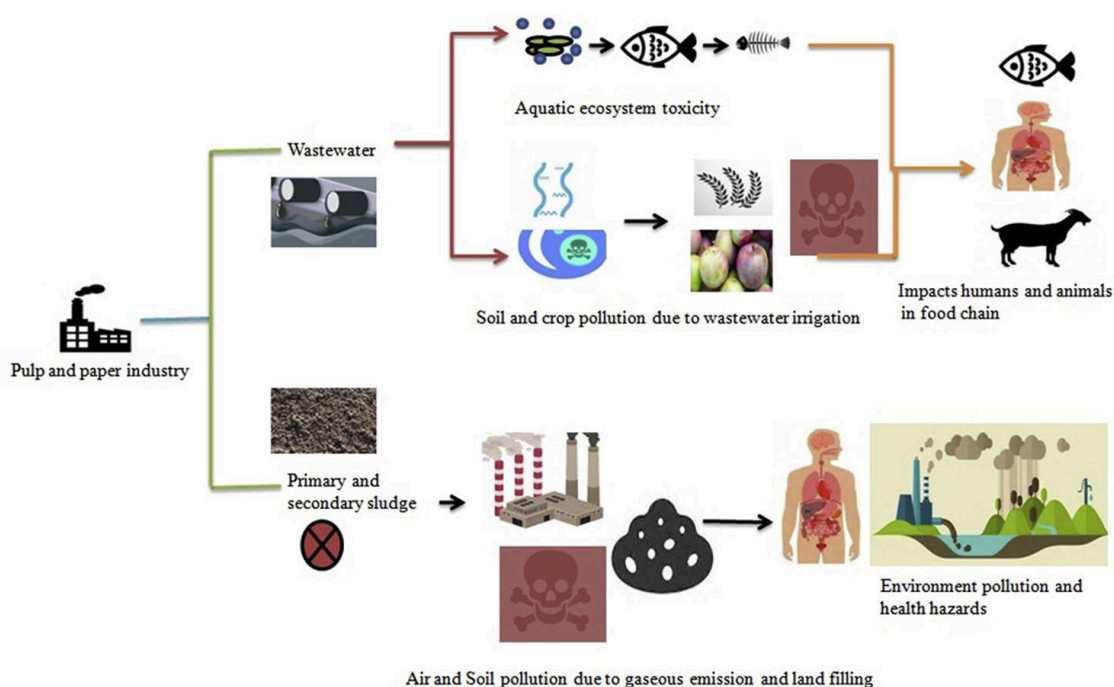 Aquatic ecosystem toxicity
Wastewater
Soil and crop pollution due to wastewater irrigation
Impacts humans and animals
in food chain
Pulp and paper industry
Primary and
secondary sludge
Environment pollution and
health hazards
Air and Soil pollution due to gaseous emission and land filling